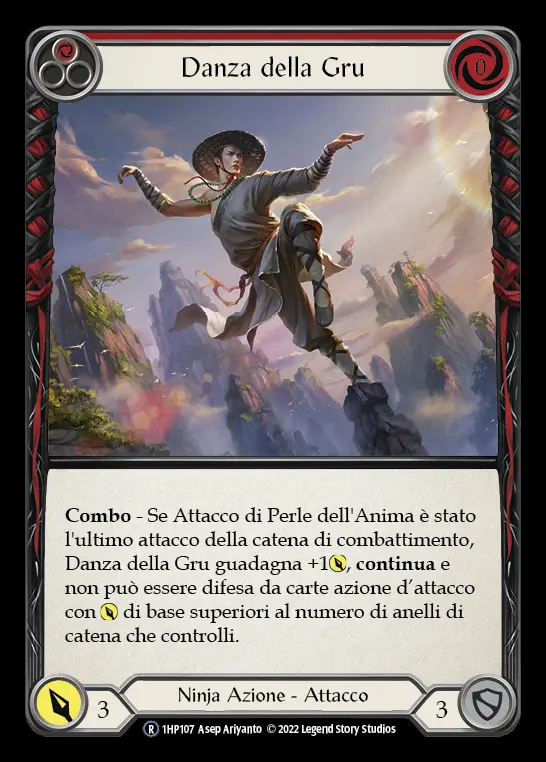 Danza della Gru
0
Combo - Se Attacco di Perle dell'Anima è stato
l'ultimo attacco della catena di combattimento,
Danza della Gru guadagna +1, continua e
non può essere difesa da carte azione d’attacco
con di base superiori al numero di anelli di
catena che controlli.
3
Ninja Azione - Attacco
3
R 1HP107 Asep Ariyanto © 2022 Legend Story Studios